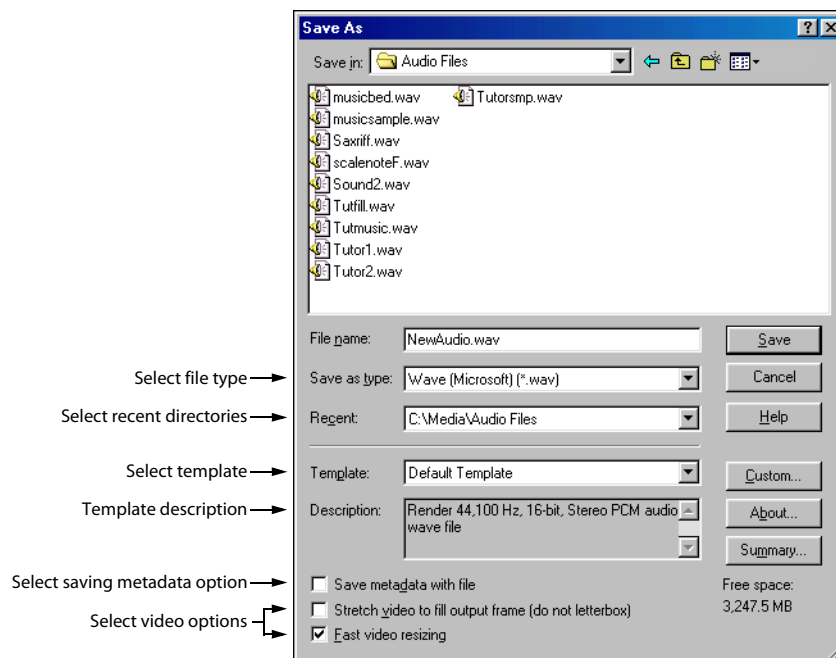 Save As
Save in: Audio Files
musicbed.wav Tutorsmp.wav
musicsample.wav
Saxriff.wav
scalenoteF.wav
Sound2.wav
Tutfill.wav
Tutmusic.wav
Tutor1.wav
Tutor2.wav
File name: NewAudio.wav Save
Select file type Save as type: Wave (Microsoft) (*.wav) Cancel
Select recent directories Recent: C:\Media\Audio Files Help
Select template Template: Default Template Custom...
Template description Description: Render 44,100 Hz, 16-bit, Stereo PCM audio wave file About...
Summary...
Select saving metadata option Save metadata with file Free space:
Select video options Stretch video to fill output frame (do not letterbox) 3,247.5 MB
Fast video resizing